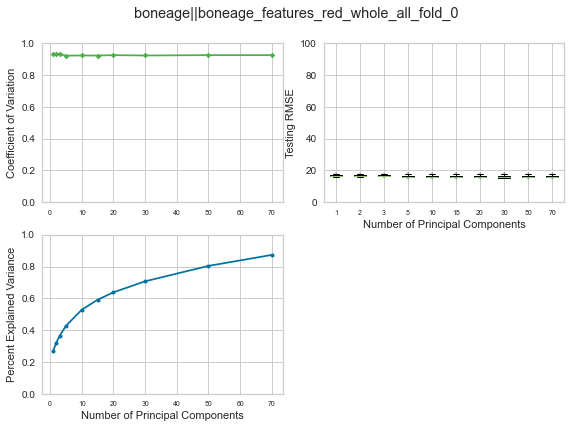 boneage||boneage_features_red_whole_all_fold_0
Coefficient of Variation
1.0
0.8
0.6
0.4
0.2
0.0
0 10 20 30 40 50 60 70
Testing RMSE
100
80
60
40
20
0
1 2 3 5 10 15 20 30 50 70
Number of Principal Components
Percent Explained Variance
1.0
0.8
0.6
0.4
0.2
0.0
0 10 20 30 40 50 60 70
Number of Principal Components